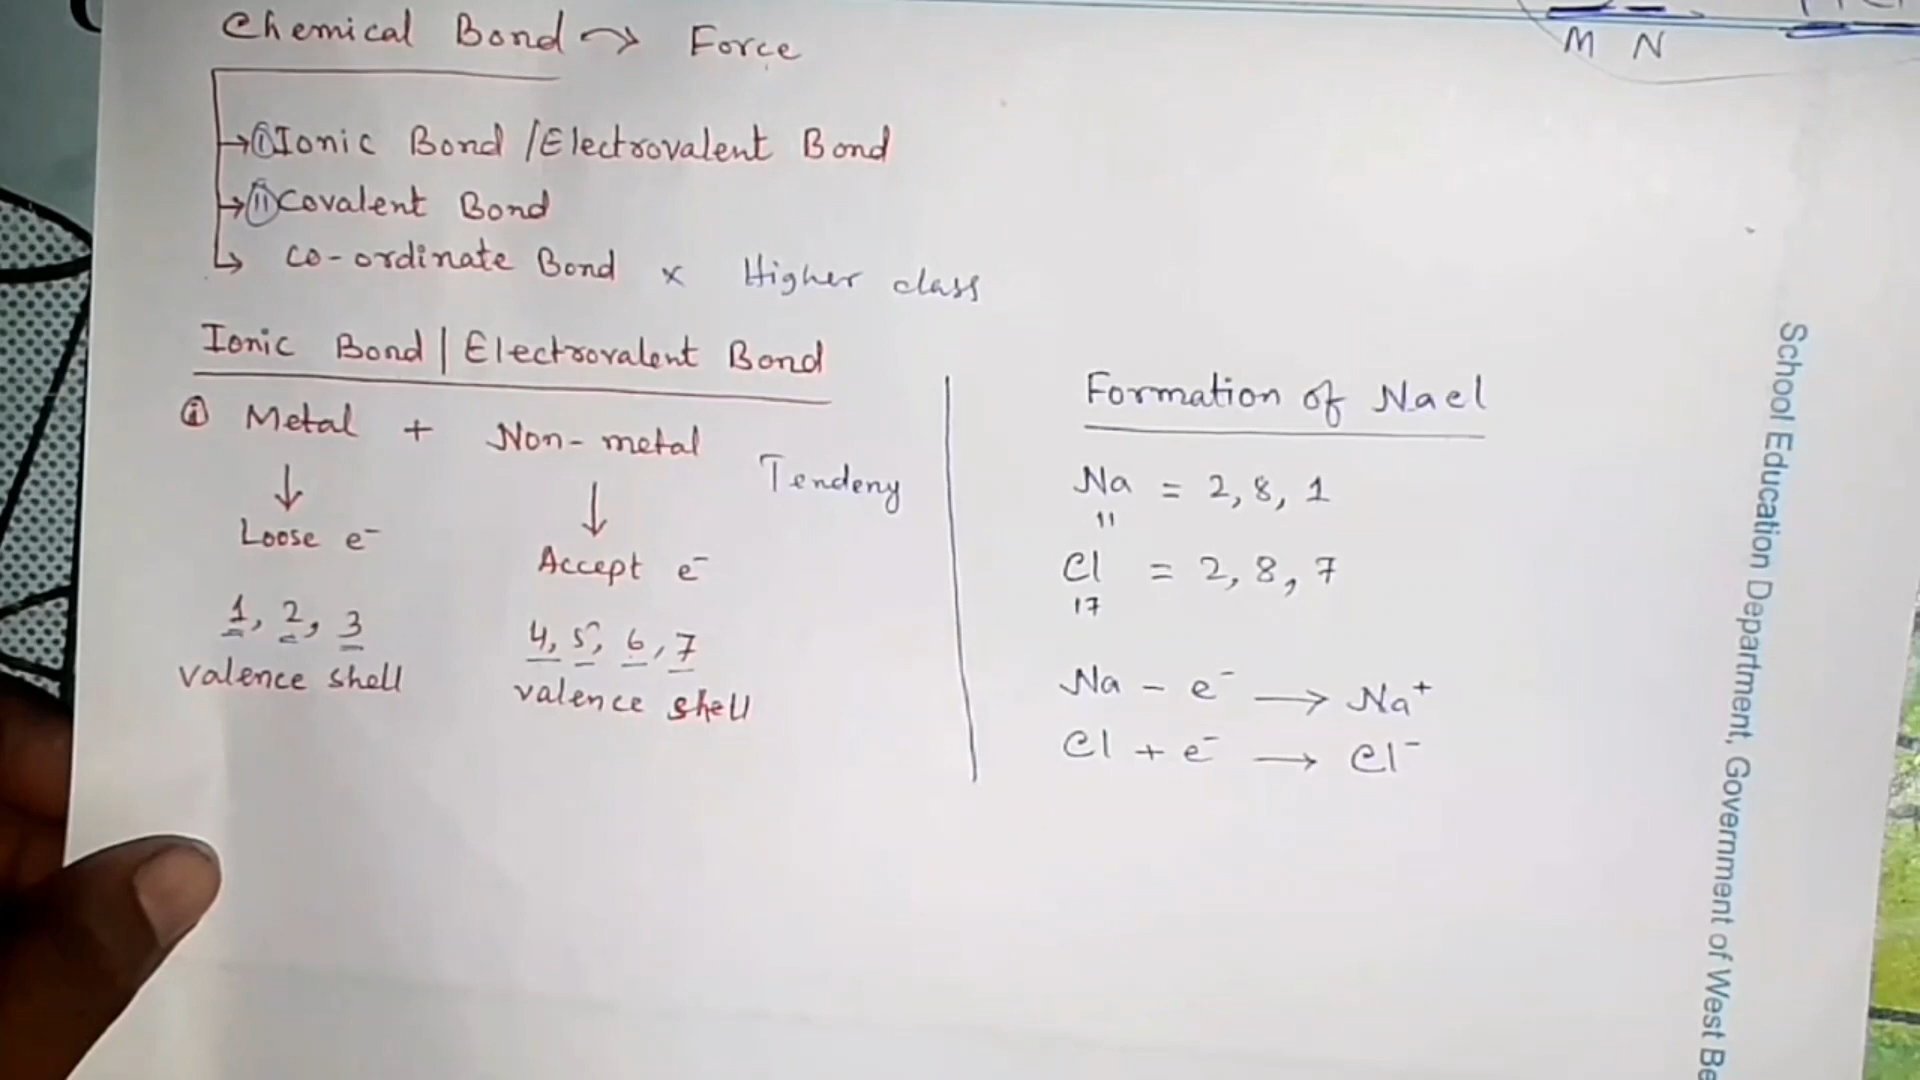 Chemical Bond → Force
→ⓘIonic Bond /Electrovalent Bond
→ⓘⓘCovalent Bond
↳ Co-ordinate Bond x Higher class
Ionic Bond | Electrovalent Bond
ⓘ Metal + Non-metal
Tendeny
↓ ↓
Loose e⁻
Accept e⁻
1, 2, 3
4, 5, 6, 7
valence shell
valence shell
Formation of Nacl
Na = 2, 8, 1
11
Cl = 2, 8, 7
17
Na - e⁻ → Na⁺
Cl + e⁻ → Cl⁻
M N
School Education Department, Government of West Be